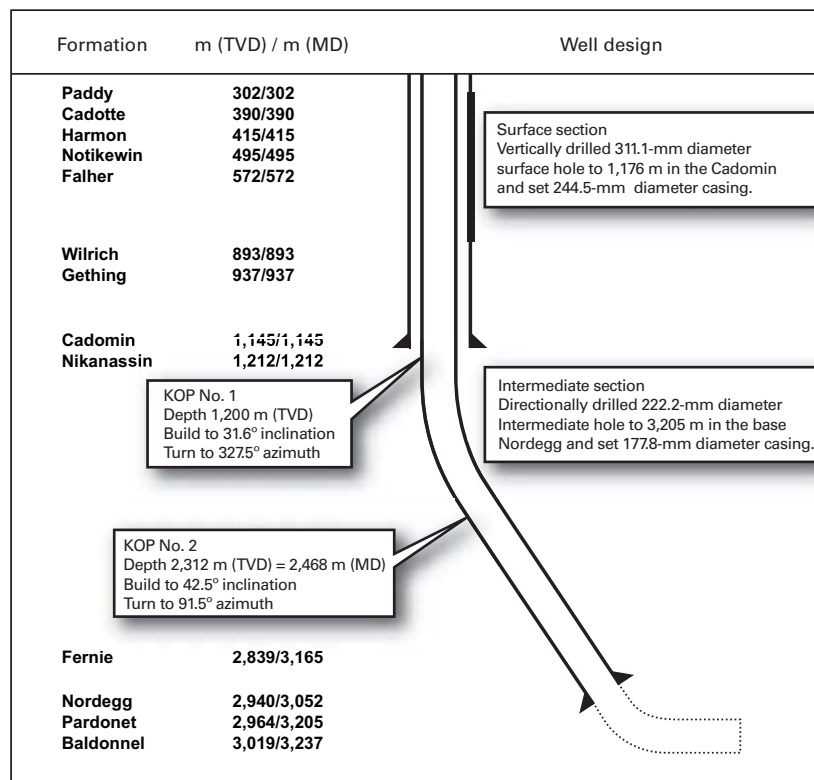 Formation m (TVD) / m (MD) Well design
Paddy 302/302
Cadotte 390/390
Harmon 415/415
Notikewin 495/495
Falher 572/572
Surface section
Vertically drilled 311.1-mm diameter
surface hole to 1,176 m in the Cadomin
and set 244.5-mm diameter casing.
Wilrich 893/893
Gething 937/937
Cadomin 1,145/1,145
Nikanassin 1,212/1,212
KOP No. 1
Depth 1,200 m (TVD)
Build to 31.6° inclination
Turn to 327.5° azimuth
Intermediate section
Directionally drilled 222.2-mm diameter
Intermediate hole to 3,205 m in the base
Nordegg and set 177.8-mm diameter casing.
KOP No. 2
Depth 2,312 m (TVD) = 2,468 m (MD)
Build to 42.5° inclination
Turn to 91.5° azimuth
Fernie 2,839/3,165
Nordegg 2,940/3,052
Pardonet 2,964/3,205
Baldonnel 3,019/3,237